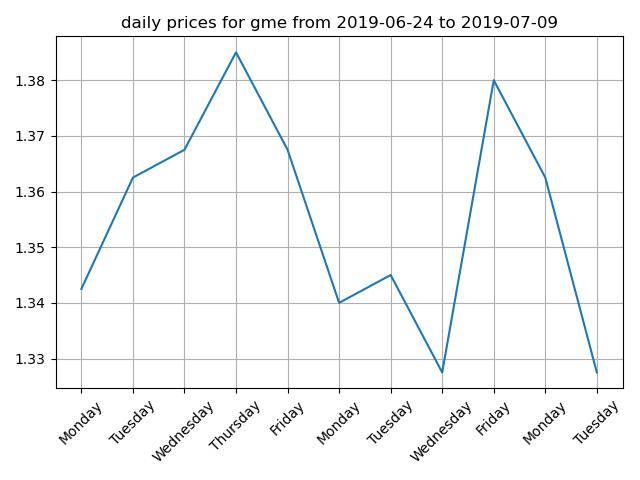 daily prices for gme from 2019-06-24 to 2019-07-09
1.38
1.37
1.36
1.35
1.34
1.33
Monday
Tuesday
Wednesday
Thursday
Friday
Monday
Tuesday
Wednesday
Friday
Monday
Tuesday